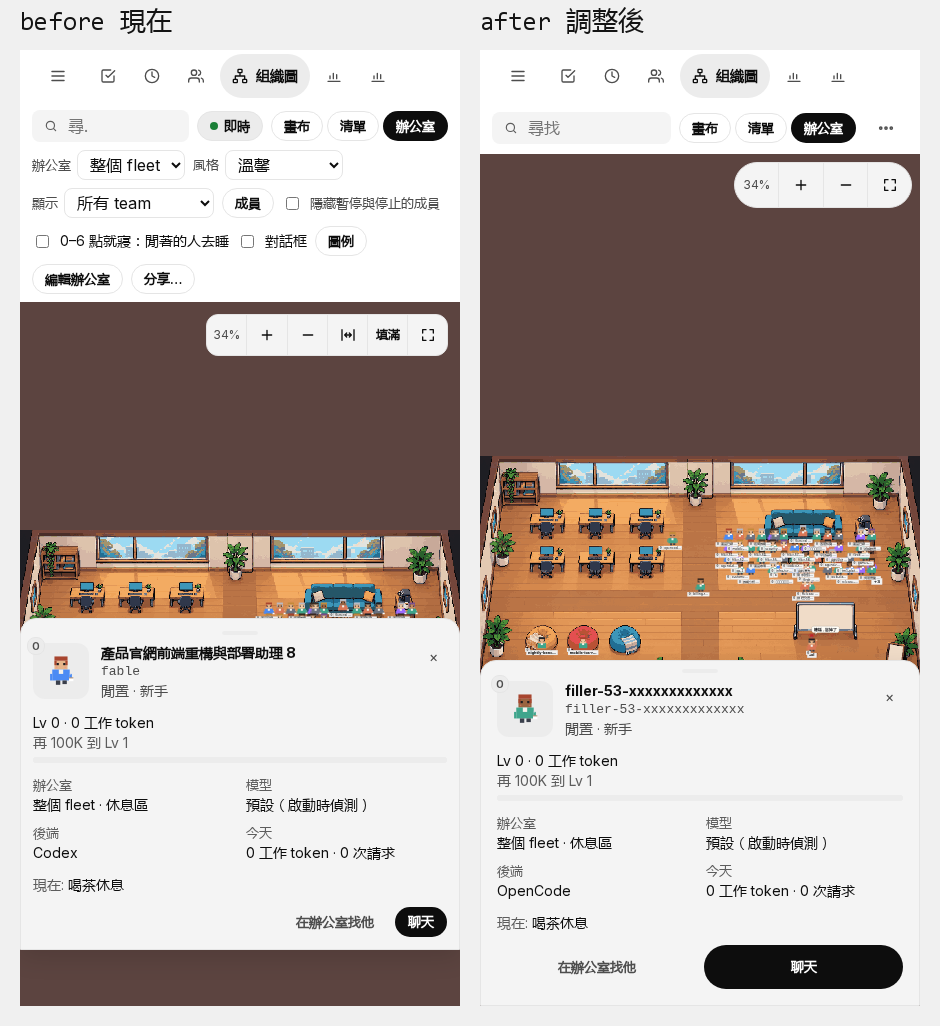 before 現在
組織圖
尋.
即時
畫布
清單
辦公室
辦公室
整個 fleet
風格
溫馨
顯示
所有 team
成員
隱藏暫停與停止的成員
0–6 點就寢：閒著的人去睡
對話框
圖例
編輯辦公室
分享…
34%
填滿
0
產品官網前端重構與部署助理 8
fable
閒置 · 新手
×
Lv 0 · 0 工作 token
再 100K 到 Lv 1
辦公室
模型
整個 fleet · 休息區
預設（啟動時偵測）
後端
今天
Codex
0 工作 token · 0 次請求
現在: 喝茶休息
在辦公室找他
聊天
after 調整後
組織圖
尋找
畫布
清單
辦公室
34%
0
filler-53-xxxxxxxxxxxxx
filler-53-xxxxxxxxxxxxx
閒置 · 新手
×
Lv 0 · 0 工作 token
再 100K 到 Lv 1
辦公室
模型
整個 fleet · 休息區
預設（啟動時偵測）
後端
今天
OpenCode
0 工作 token · 0 次請求
現在: 喝茶休息
在辦公室找他
聊天